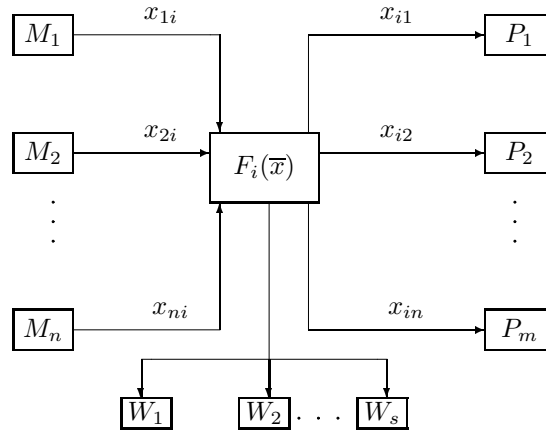 M_1 x_{1i} x_{i1} P_1
M_2 x_{2i} F_i(\overline{x}) x_{i2} P_2
M_n x_{ni} x_{in} P_m
W_1 W_2 . . . W_s